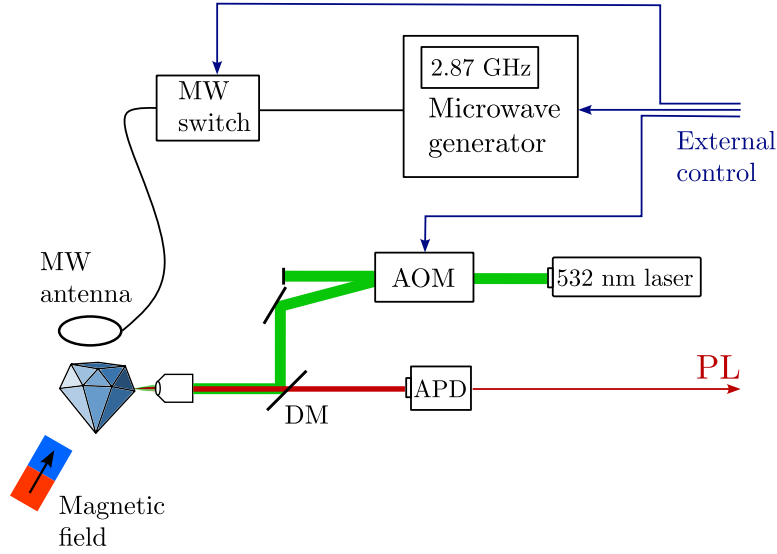 2.87 GHz
MW
switch
Microwave
generator
External
control
MW
antenna
AOM
532 nm laser
PL
APD
DM
Magnetic
field